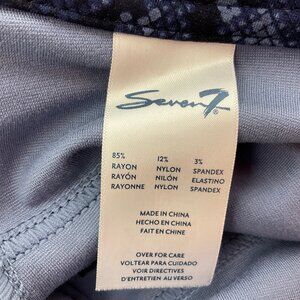 Seven7
85% 12% 3%
RAYON NYLON SPANDEX
RAYÓN NILÓN ELASTINO
RAYONNE NYLON SPANDEX
MADE IN CHINA
HECHO EN CHINA
FAIT EN CHINE
OVER FOR CARE
VOLTEAR PARA CUIDADO
VOIR DIRECTIVES
D'ENTRETIEN AU VERSO